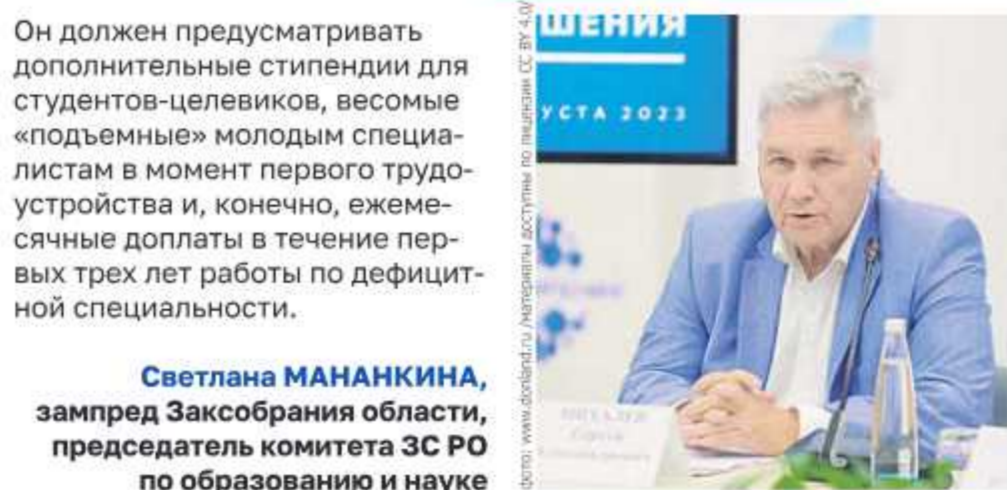 Он должен предусматривать
дополнительные стипендии для
студентов-целевиков, весомые
«подъемные» молодым специа-
листам в момент первого трудо-
устройства и, конечно, ежеме-
сячные доплаты в течение пер-
вых трех лет работы по дефицит-
ной специальности.
Светлана МАНАНКИНА,
зампред Заксобрания области,
председатель комитета ЗС РО
по образованию и науке
фото: www.donland.ru /материалы доступны по лицензии CC BY 4.0/
ШЕНИЯ
УСТА 2023
МИХАЛЕВ
Сергей